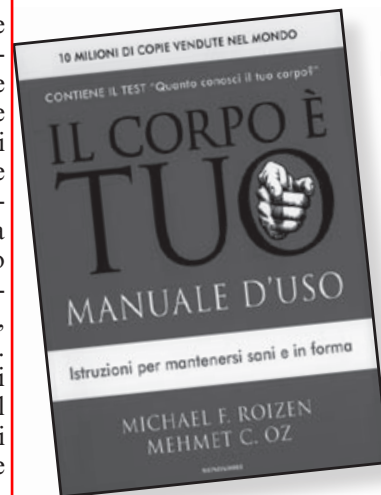 e
-
e
e
i
e
-
a
o
-
,
.
i
l
i
e
10 MILIONI DI COPIE VENDUTE NEL MONDO
CONTIENE IL TEST "Quanto conosci il tuo corpo?"
IL CORPO È
TUO
MANUALE D'USO
Istruzioni per mantenersi sani e in forma
MICHAEL F. ROIZEN
MEHMET C. OZ
MONDADORI